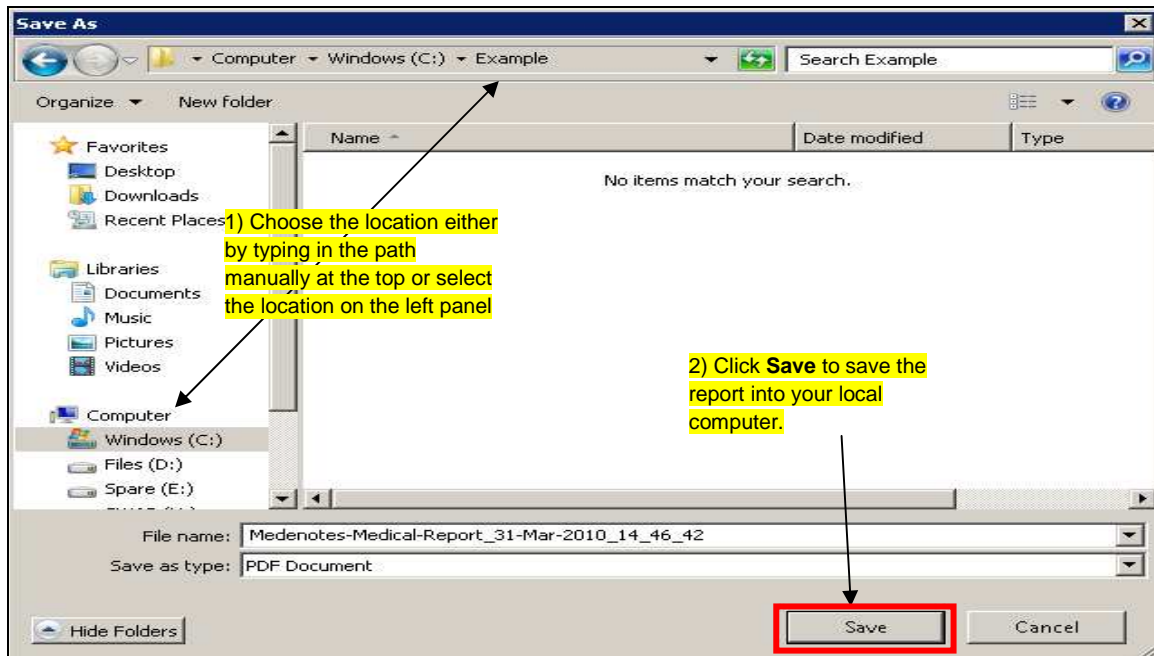 Save As
Computer Windows (C:) Example
Search Example
Organize
New folder
Favorites
Desktop
Downloads
Recent Places
Libraries
Documents
Music
Pictures
Videos
Computer
Windows (C:)
Files (D:)
Spare (E:)
Name
Date modified
Type
No items match your search.
1) Choose the location either
by typing in the path
manually at the top or select
the location on the left panel
2) Click Save to save the
report into your local
computer.
File name: Medenotes-Medical-Report_31-Mar-2010_14_46_42
Save as type: PDF Document
Hide Folders
Save
Cancel